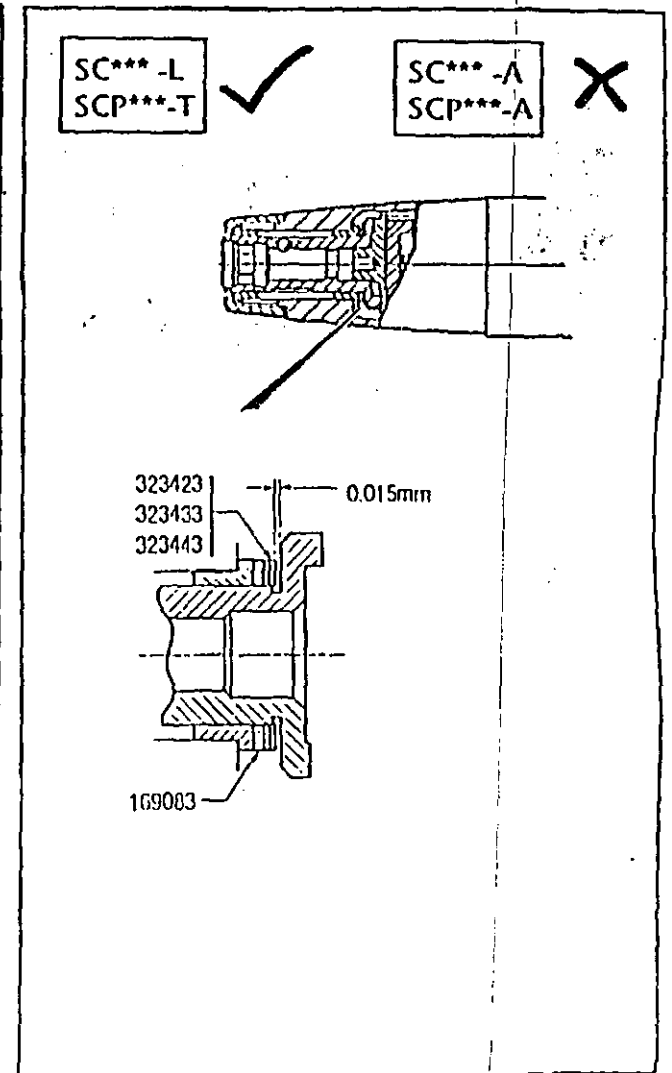 SC*** -L
SCP***-T
SC*** -A
SCP***-A
323423
323433
323443
0.015mm
169083